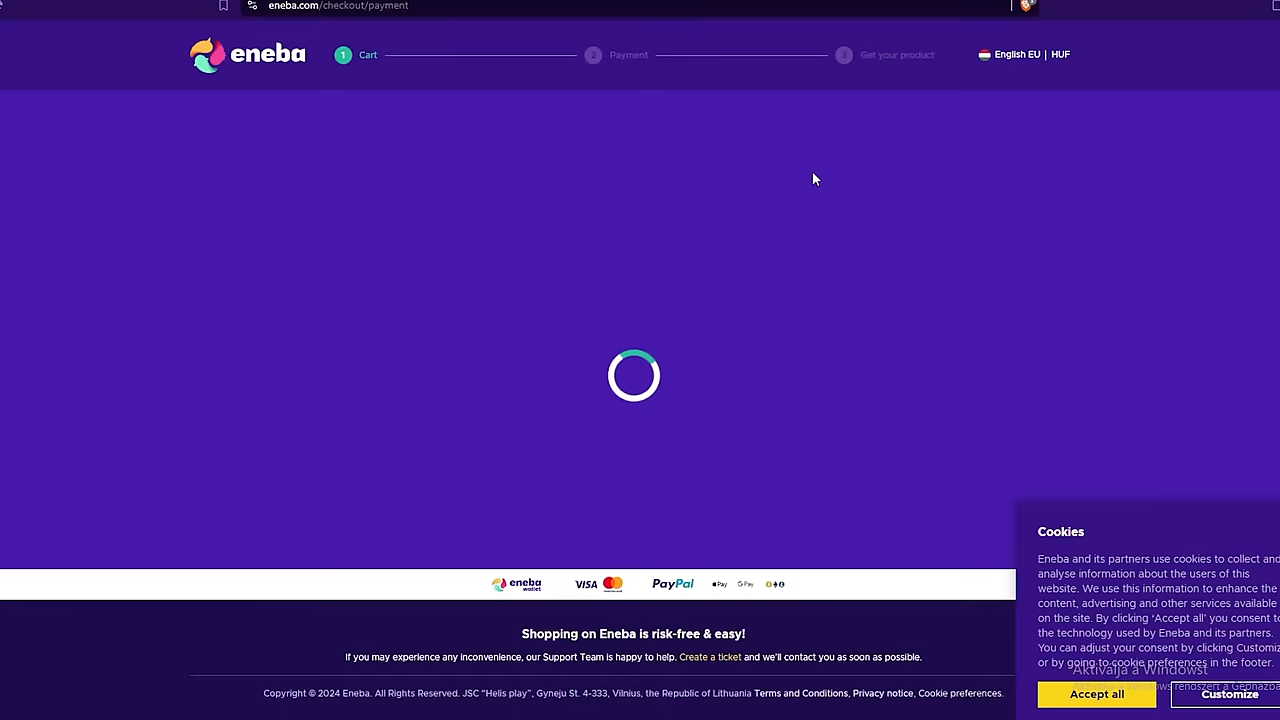 eneba.com/checkout/payment
eneba
1 Cart
2 Payment
3 Get your product
English EU | HUF
eneba wallet
VISA
mastercard
PayPal
Pay
G Pay
Shopping on Eneba is risk-free & easy!
If you may experience any inconvenience, our Support Team is happy to help. Create a ticket and we'll contact you as soon as possible.
Copyright © 2024 Eneba. All Rights Reserved. JSC "Helis play", Gyneju St. 4-333, Vilnius, the Republic of Lithuania Terms and Conditions, Privacy notice, Cookie preferences.
Cookies
Eneba and its partners use cookies to collect and
analyse information about the users of this
website. We use this information to enhance the
content, advertising and other services available
on the site. By clicking 'Accept all' you consent to
the technology used by Eneba and its partners.
You can adjust your consent by clicking Customiz
or by going to cookie preferences in the footer.
Aktiválja a Windowst
Accept all
Customize